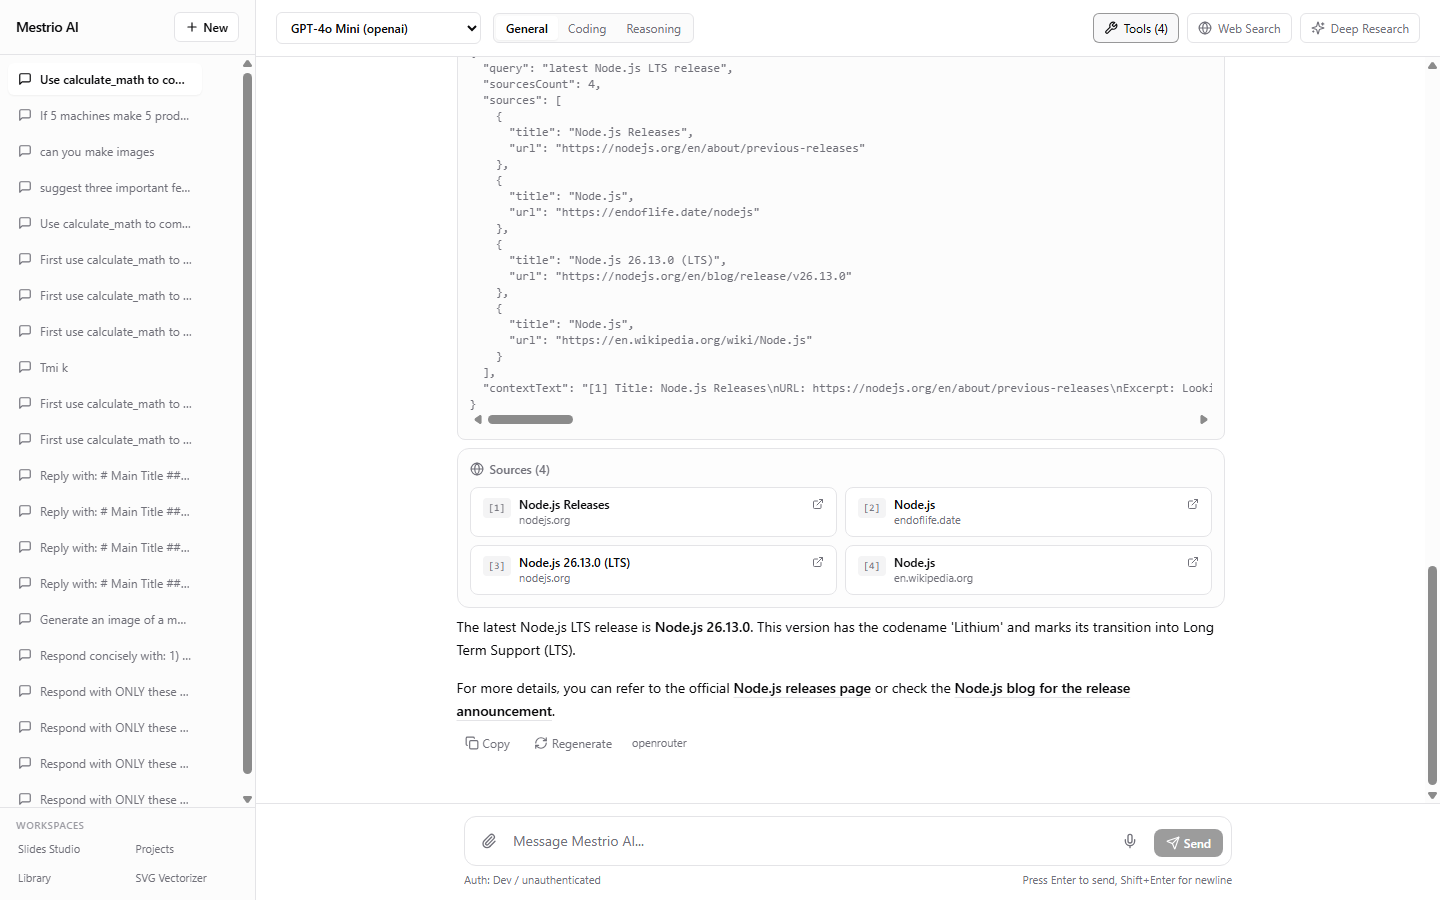 Mestrio AI
New
Use calculate_math to co...
If 5 machines make 5 prod...
can you make images
suggest three important fe...
Use calculate_math to com...
First use calculate_math to ...
First use calculate_math to ...
First use calculate_math to ...
Tmi k
First use calculate_math to ...
First use calculate_math to ...
Reply with: # Main Title ##...
Reply with: # Main Title ##...
Reply with: # Main Title ##...
Reply with: # Main Title ##...
Generate an image of a m...
Respond concisely with: 1) ...
Respond with ONLY these ...
Respond with ONLY these ...
Respond with ONLY these ...
Respond with ONLY these ...
WORKSPACES
Slides Studio Projects
Library SVG Vectorizer
GPT-4o Mini (openai) General Coding Reasoning Tools (4) Web Search Deep Research
"query": "latest Node.js LTS release",
"sourcesCount": 4,
"sources": [
{
"title": "Node.js Releases",
"url": "https://nodejs.org/en/about/previous-releases"
},
{
"title": "Node.js",
"url": "https://endoflife.date/nodejs"
},
{
"title": "Node.js 26.13.0 (LTS)",
"url": "https://nodejs.org/en/blog/release/v26.13.0"
},
{
"title": "Node.js",
"url": "https://en.wikipedia.org/wiki/Node.js"
}
],
"contextText": "[1] Title: Node.js Releases\nURL: https://nodejs.org/en/about/previous-releases\nExcerpt: Looki
}
Sources (4)
[1] Node.js Releases
nodejs.org
[2] Node.js
endoflife.date
[3] Node.js 26.13.0 (LTS)
nodejs.org
[4] Node.js
en.wikipedia.org
The latest Node.js LTS release is Node.js 26.13.0. This version has the codename 'Lithium' and marks its transition into Long
Term Support (LTS).
For more details, you can refer to the official Node.js releases page or check the Node.js blog for the release
announcement.
Copy Regenerate openrouter
Message Mestrio AI...
Send
Auth: Dev / unauthenticated
Press Enter to send, Shift+Enter for newline